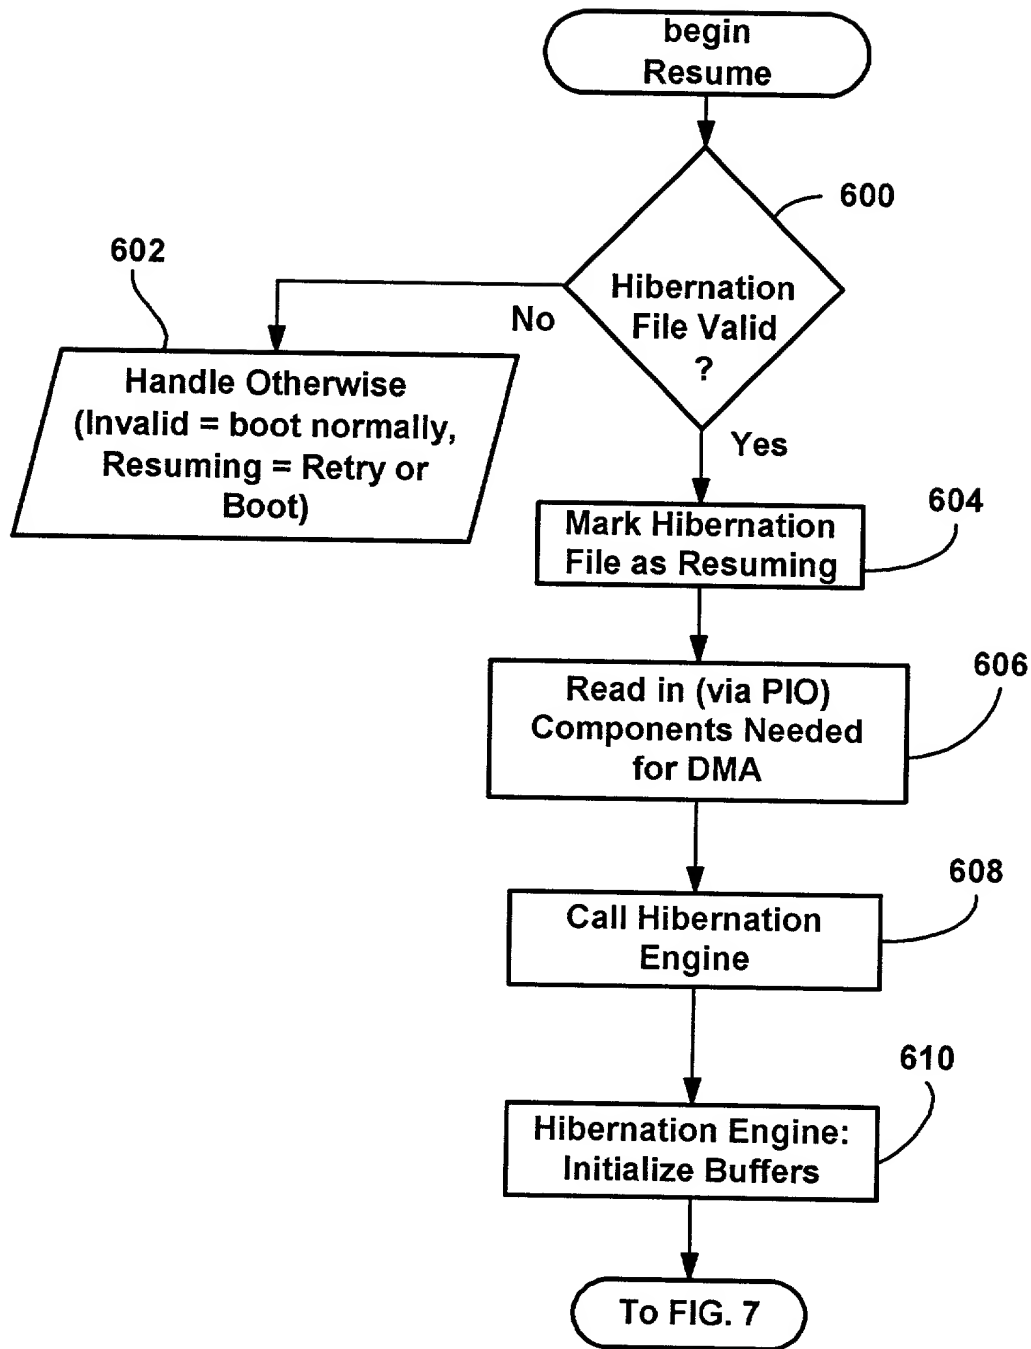 begin
Resume
600
602
Hibernation
File Valid
?
No
Handle Otherwise
(Invalid = boot normally,
Resuming = Retry or
Boot)
Yes
604
Mark Hibernation
File as Resuming
606
Read in (via PIO)
Components Needed
for DMA
608
Call Hibernation
Engine
610
Hibernation Engine:
Initialize Buffers
To FIG. 7